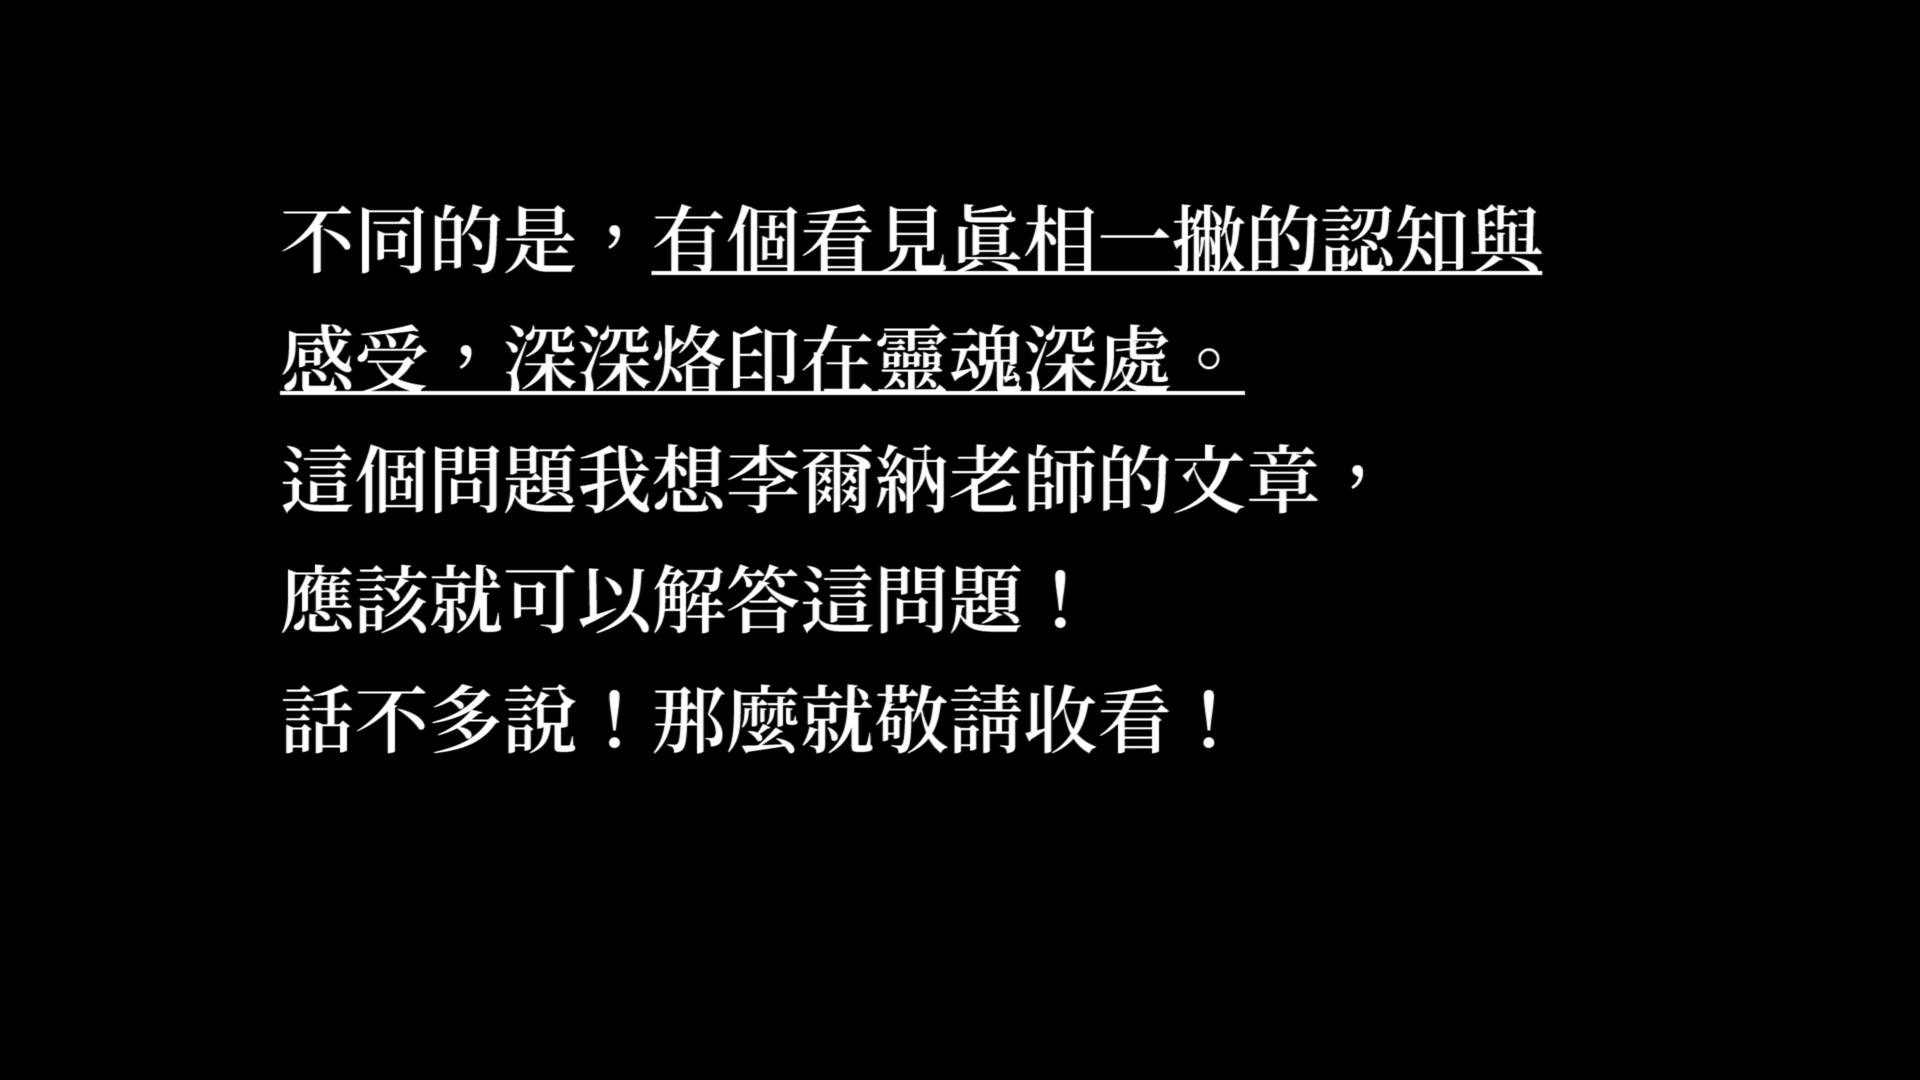 不同的是，有個看見眞相一撇的認知與
感受，深深烙印在靈魂深處。
這個問題我想李爾納老師的文章，
應該就可以解答這問題！
話不多說！那麼就敬請收看！